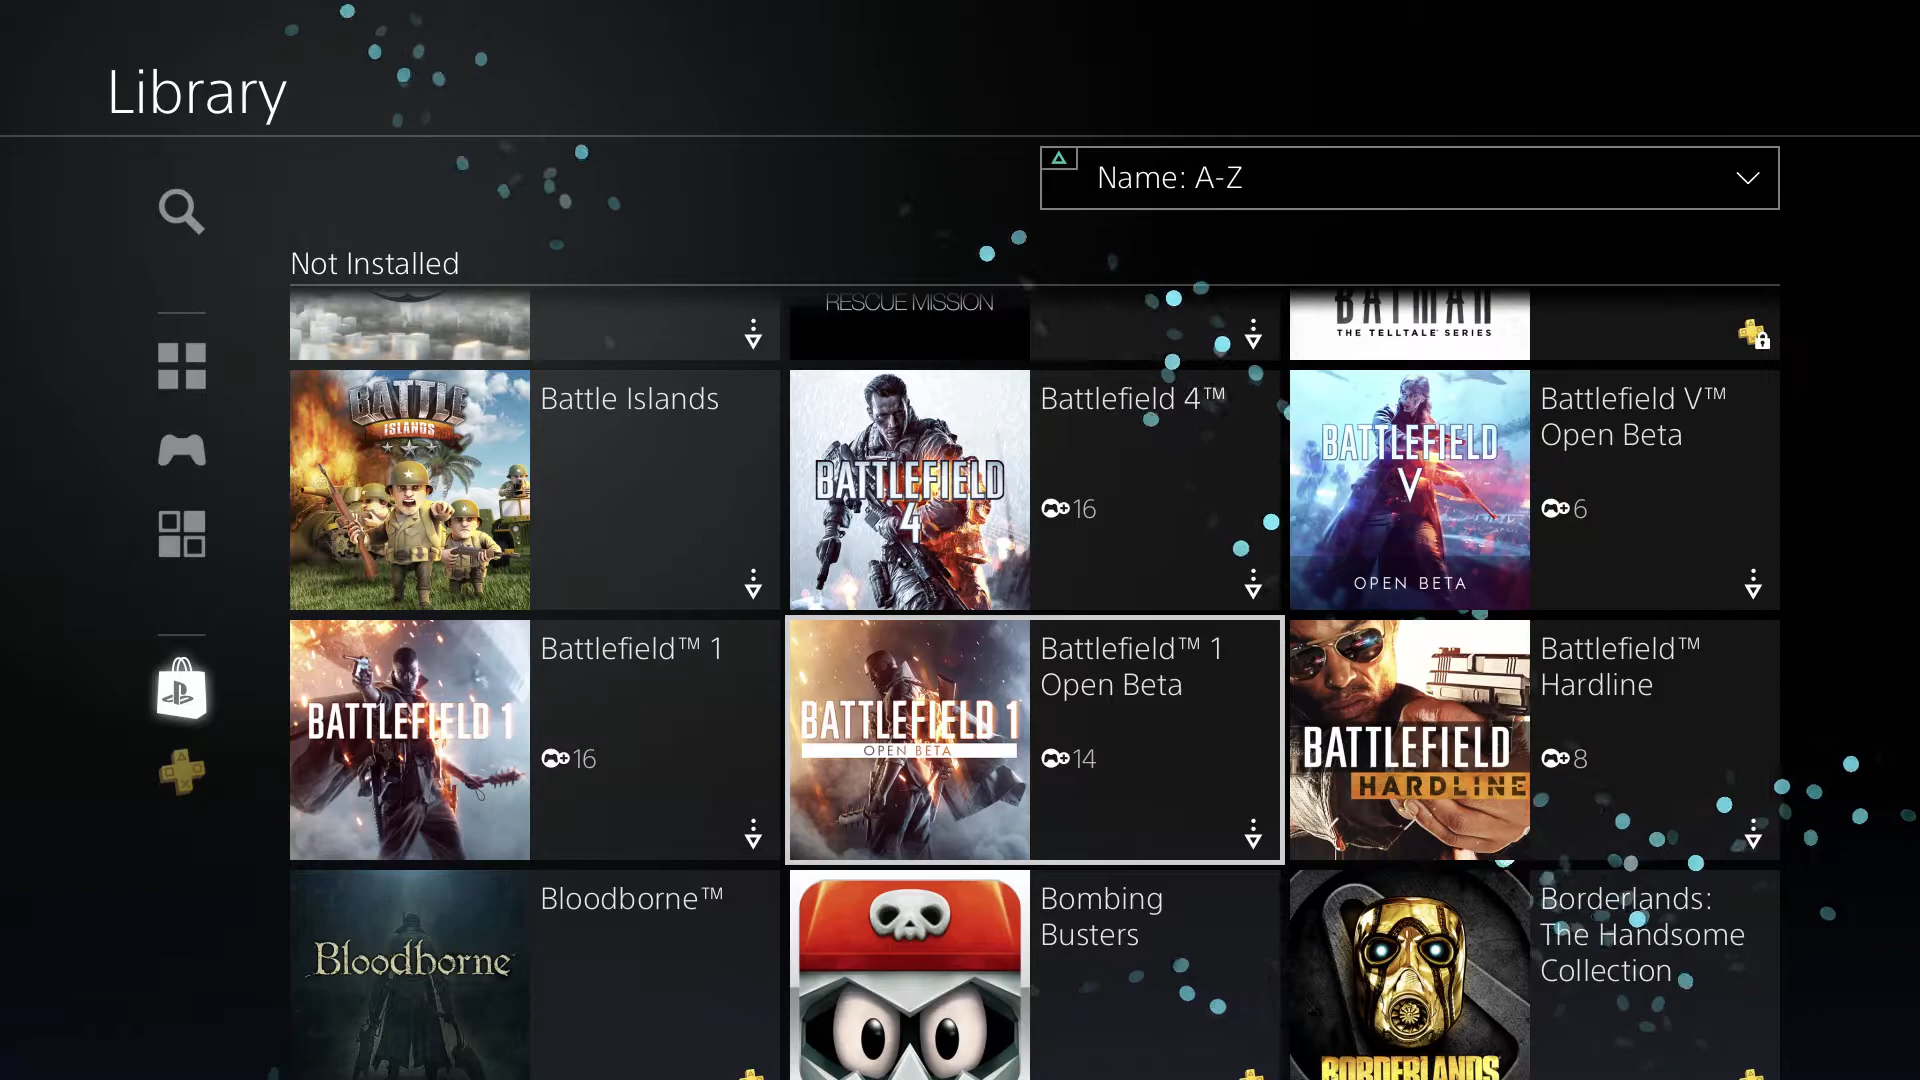 Library
Name: A-Z
Not Installed
RESCUE MISSION
BATMAN
THE TELLTALE SERIES
BATTLE
ISLANDS
Battle Islands
BATTLEFIELD
4
Battlefield 4™
16
BATTLEFIELD
V
OPEN BETA
Battlefield V™
Open Beta
6
BATTLEFIELD 1
Battlefield™ 1
16
BATTLEFIELD 1
OPEN BETA
Battlefield™ 1
Open Beta
14
BATTLEFIELD
HARDLINE
Battlefield™
Hardline
8
Bloodborne
Bloodborne™
Bombing
Busters
BORDERLANDS
Borderlands:
The Handsome
Collection